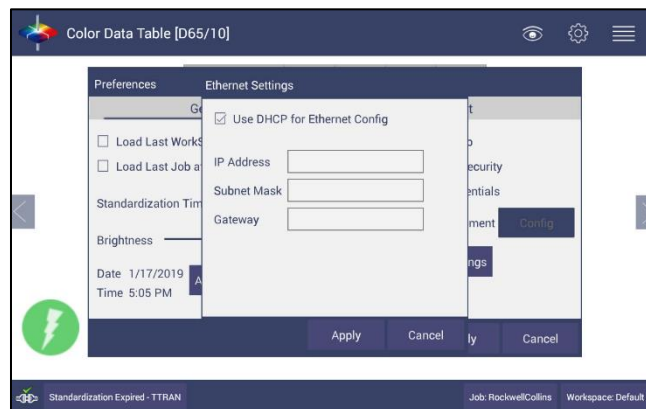 Color Data Table [D65/10]
Preferences
Ethernet Settings
Ge
t
Use DHCP for Ethernet Config
Load Last WorkS
Load Last Job a
ecurity
entials
IP Address
Subnet Mask
Gateway
Standardization Tim
ment
Config
Brightness
ngs
Date 1/17/2019
Time 5:05 PM
A
Apply
Cancel
ly
Cancel
Standardization Expired - TTRAN
Job: RockwellCollins
Workspace: Default